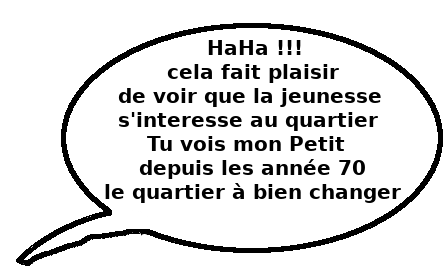 HaHa !!!
cela fait plaisir
de voir que la jeunesse
s'interesse au quartier
Tu vois mon Petit
depuis les année 70
le quartier à bien changer